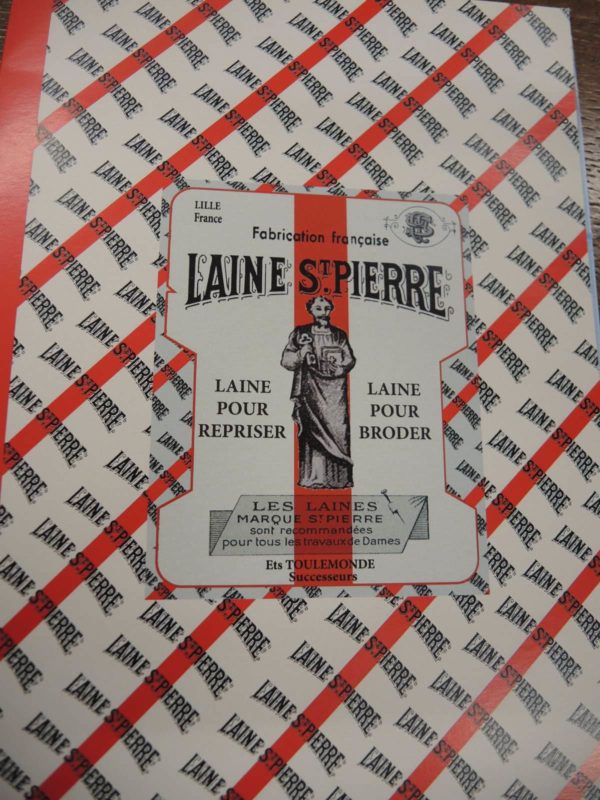 LILLE
France
Fabrication française
LAINE ST. PIERRE
LAINE
POUR
REPRISER
LAINE
POUR
BRODER
LES LAINES
MARQUE ST PIERRE
sont recommandées
pour tous les travaux de Dames
Ets TOULEMONDE
Successeurs